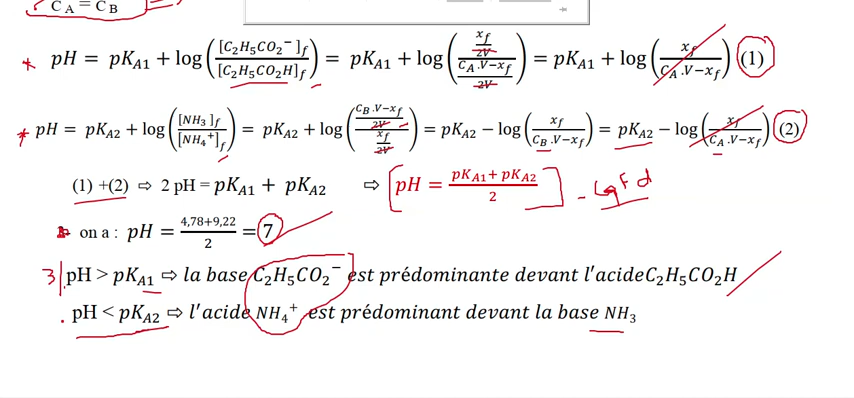 C_A = C_B
* pH = pK_A1 + log([C₂H₅CO₂⁻]_f / [C₂H₅CO₂H]_f) = pK_A1 + log((x_f/2V) / ((C_A.V−x_f)/2V)) = pK_A1 + log(x_f / (C_A.V−x_f)) (1)
* pH = pK_A2 + log([NH₃]_f / [NH₄⁺]_f) = pK_A2 + log(((C_B.V−x_f)/2V) / (x_f/2V)) = pK_A2 − log(x_f / (C_B.V−x_f)) = pK_A2 − log(x_f / (C_A.V−x_f)) (2)
(1) +(2) ⇒ 2 pH = pK_A1 + pK_A2 ⇒ [pH = (pK_A1 + pK_A2) / 2]
on a : pH = (4,78+9,22) / 2 = 7
3| pH > pK_A1 ⇒ la base C₂H₅CO₂⁻ est prédominante devant l'acideC₂H₅CO₂H
. pH < pK_A2 ⇒ l'acide NH₄⁺ est prédominant devant la base NH₃